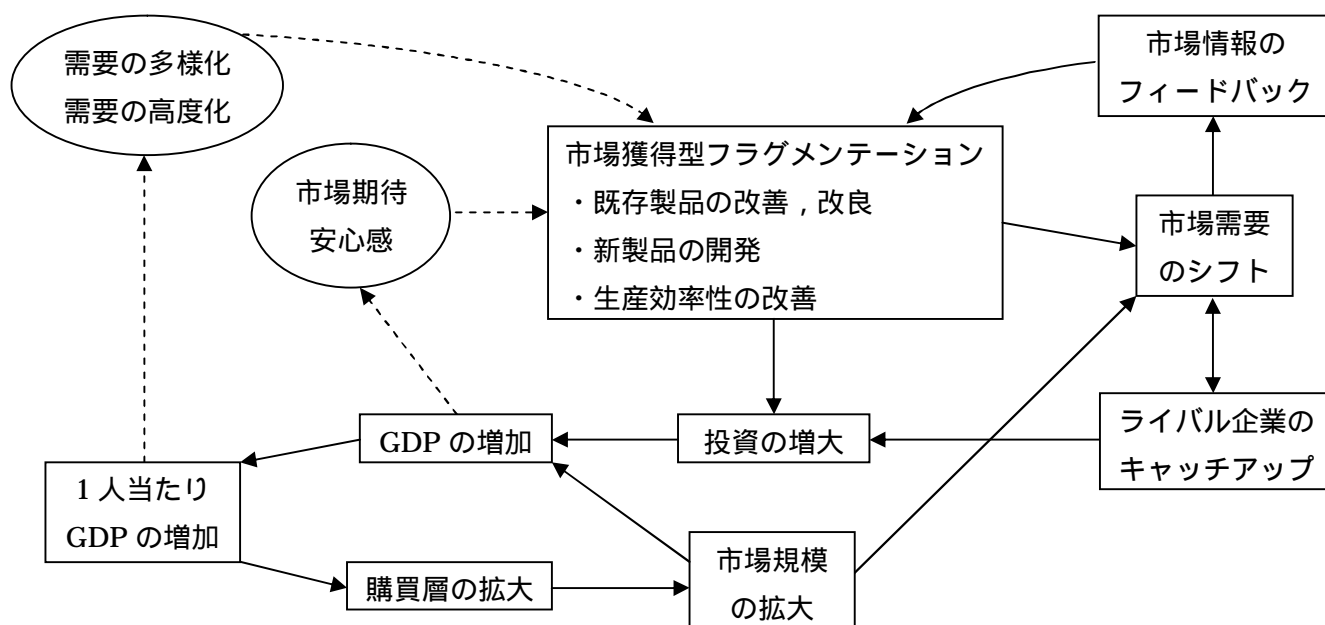 需要の多様化
需要の高度化
市場情報の
フィードバック
市場獲得型フラグメンテーション
・既存製品の改善，改良
・新製品の開発
・生産効率性の改善
市場期待
安心感
市場需要
のシフト
GDP の増加
投資の増大
ライバル企業の
キャッチアップ
1 人当たり
GDP の増加
購買層の拡大
市場規模
の拡大